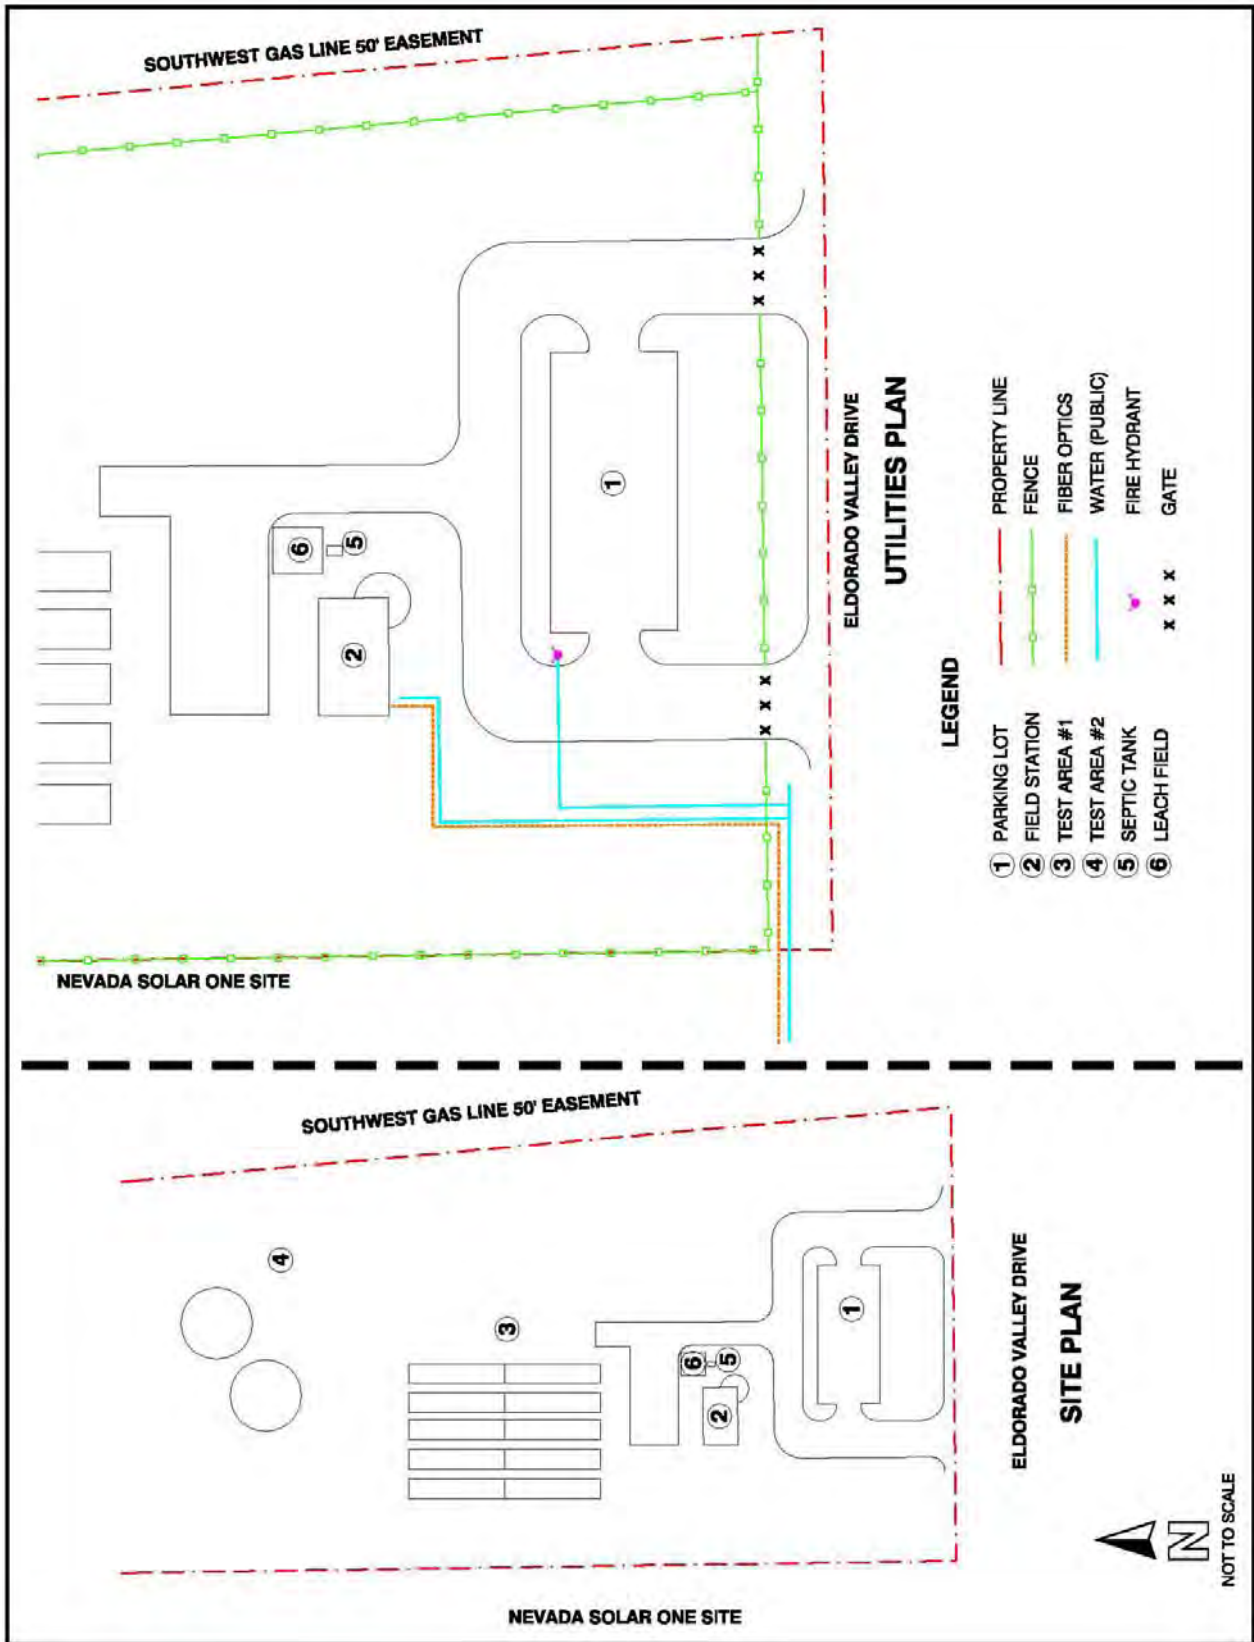 SOUTHWEST GAS LINE 50' EASEMENT
6
5
2
1
NEVADA SOLAR ONE SITE
ELDORADO VALLEY DRIVE
UTILITIES PLAN
LEGEND
1 PARKING LOT
2 FIELD STATION
3 TEST AREA #1
4 TEST AREA #2
5 SEPTIC TANK
6 LEACH FIELD
PROPERTY LINE
FENCE
FIBER OPTICS
WATER (PUBLIC)
FIRE HYDRANT
x x x GATE
x x x
x x x
SOUTHWEST GAS LINE 50' EASEMENT
4
3
6
5
2
1
NEVADA SOLAR ONE SITE
ELDORADO VALLEY DRIVE
SITE PLAN
N
NOT TO SCALE